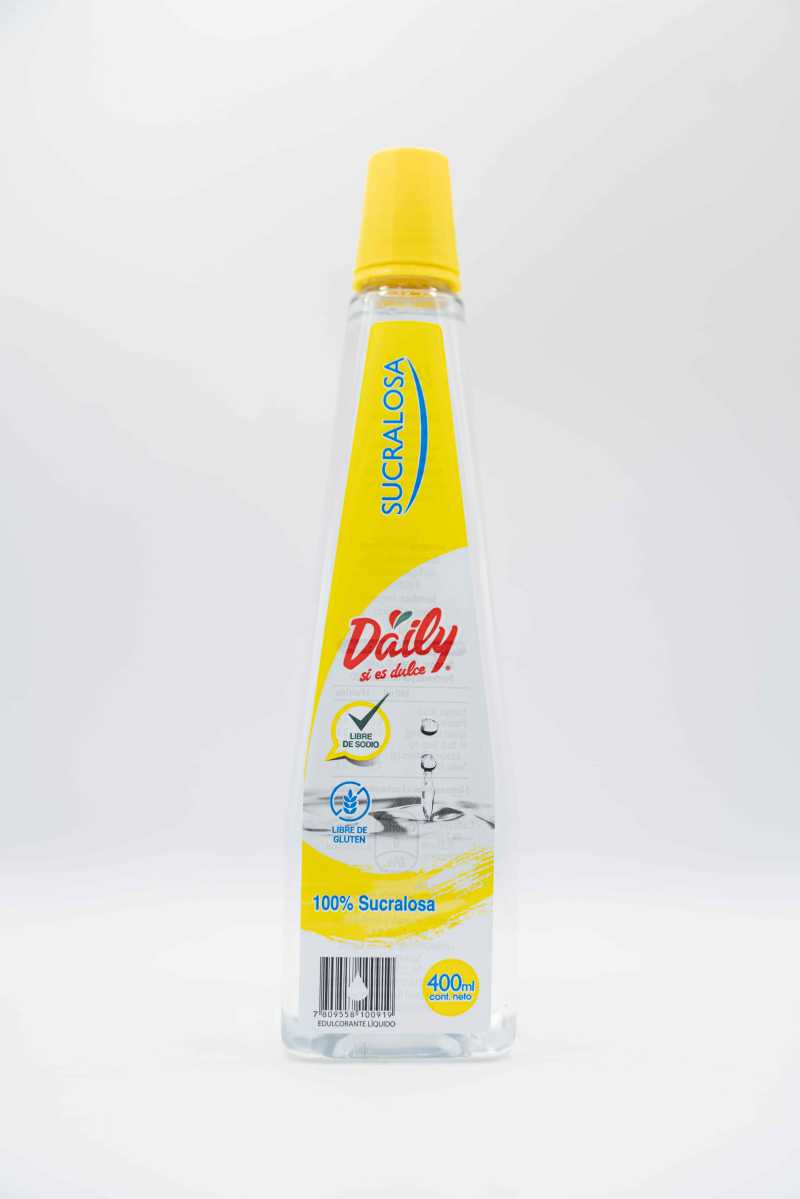 SUCRALOSA
Daily®
si es dulce
LIBRE
DE SODIO
LIBRE DE
GLUTEN
100% Sucralosa
7 809558 100919
EDULCORANTE LÍQUIDO
400ml
cont. neto